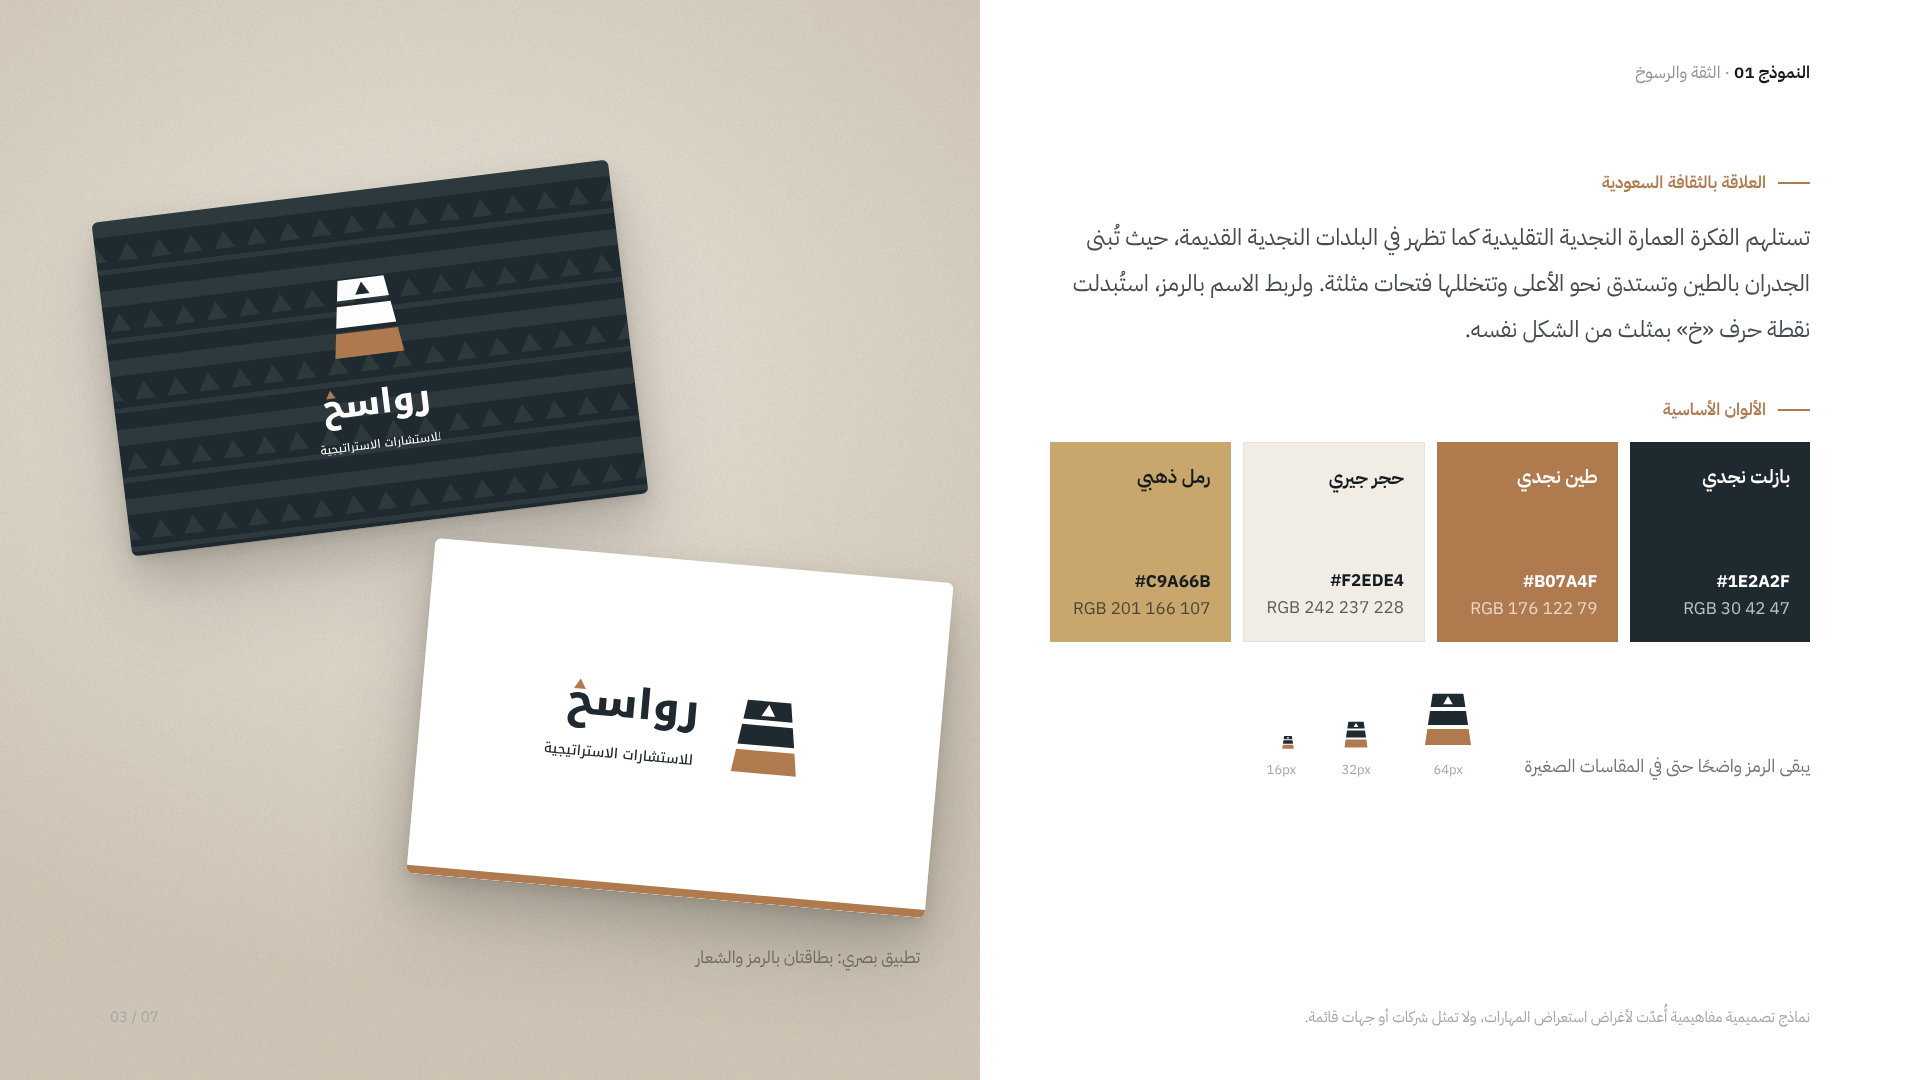 النموذج 01 · الثقة والرسوخ
العلاقة بالثقافة السعودية
تستلهم الفكرة العمارة النجدية التقليدية كما تظهر في البلدات النجدية القديمة، حيث تُبنى
الجدران بالطين وتستدق نحو الأعلى وتتخللها فتحات مثلثة. ولربط الاسم بالرمز، استُبدلت
نقطة حرف «خ» بمثلث من الشكل نفسه.
الألوان الأساسية
بازلت نجدي
#1E2A2F
RGB 30 42 47
طين نجدي
#B07A4F
RGB 176 122 79
حجر جيري
#F2EDE4
RGB 242 237 228
رمل ذهبي
#C9A66B
RGB 201 166 107
يبقى الرمز واضحًا حتى في المقاسات الصغيرة
64px
32px
16px
نماذج تصميمية مفاهيمية أُعدّت لأغراض استعراض المهارات، ولا تمثل شركات أو جهات قائمة.
رواسخ
للاستشارات الاستراتيجية
رواسخ
للاستشارات الاستراتيجية
تطبيق بصري: بطاقتان بالرمز والشعار
03 / 07